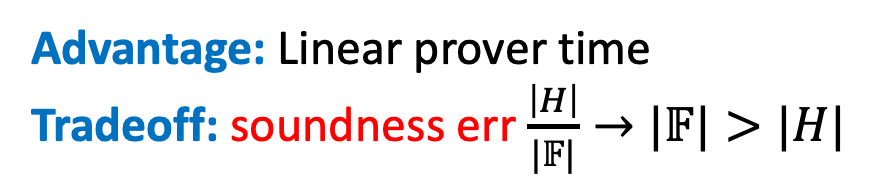 Advantage: Linear prover time
Tradeoff: soundness err |H|/|𝔽| → |𝔽| > |H|